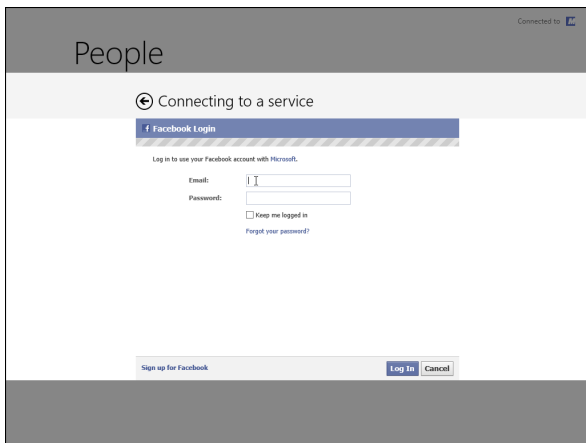 Connected to
People
Connecting to a service
f Facebook Login
Log in to use your Facebook account with Microsoft.
Email:
Password:
Keep me logged in
Forgot your password?
Sign up for Facebook
Log In Cancel